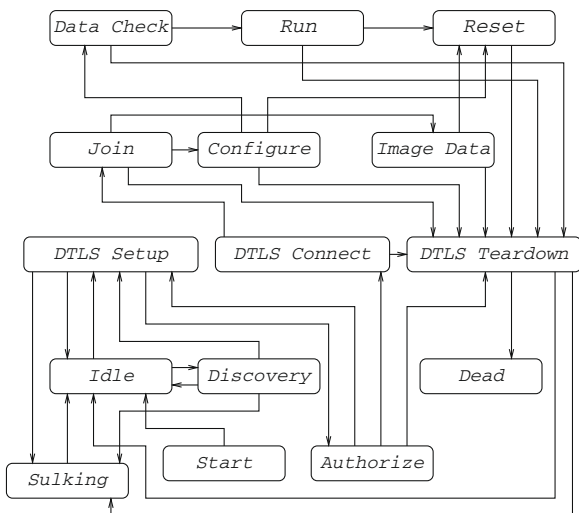 Data Check
Run
Reset
Join
Configure
Image Data
DTLS Setup
DTLS Connect
DTLS Teardown
Idle
Discovery
Dead
Start
Authorize
Sulking